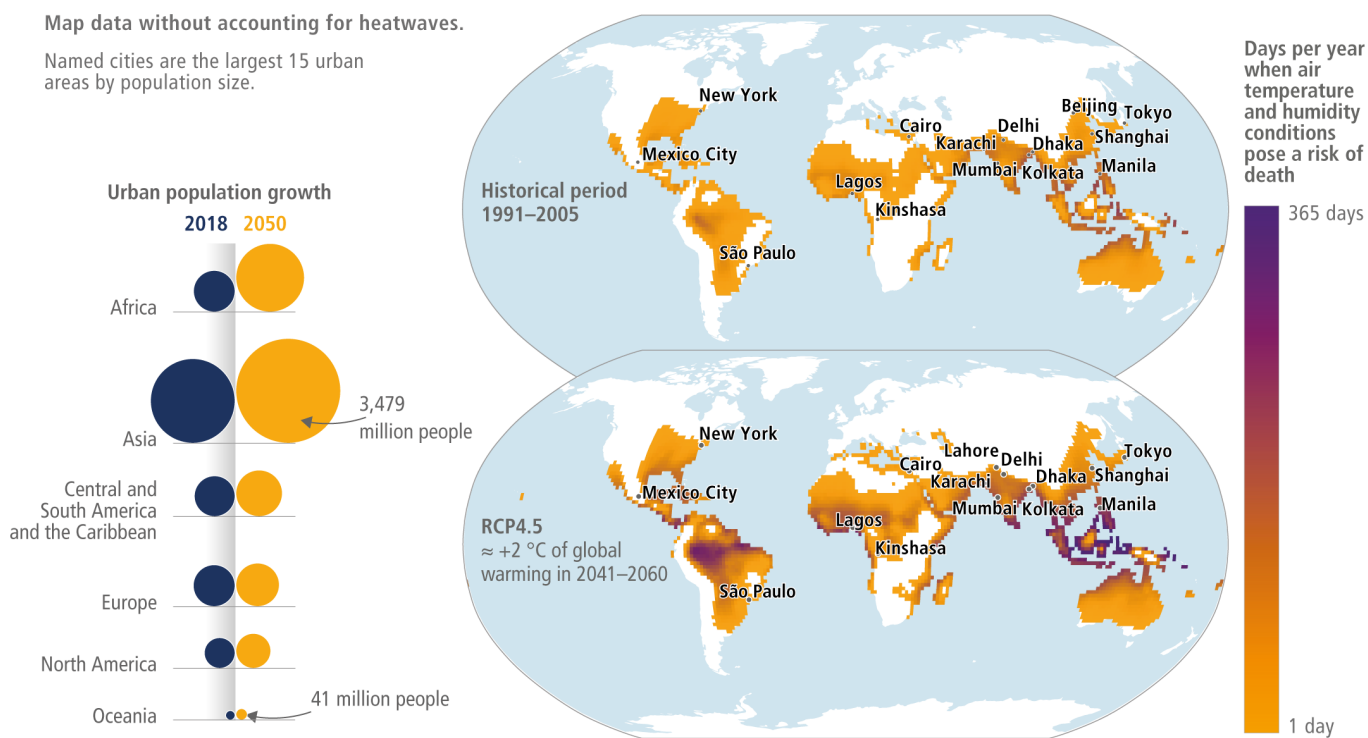 Map data without accounting for heatwaves.
Named cities are the largest 15 urban
areas by population size.
Urban population growth
2018
2050
Africa
Asia
3,479
million people
Central and
South America
and the Caribbean
Europe
North America
Oceania
41 million people
Historical period
1991–2005
New York
Mexico City
São Paulo
Cairo
Lagos
Kinshasa
Karachi
Delhi
Mumbai
Dhaka
Kolkata
Beijing
Tokyo
Shanghai
Manila
RCP4.5
≈ +2 °C of global
warming in 2041–2060
New York
Mexico City
São Paulo
Cairo
Lagos
Kinshasa
Lahore
Karachi
Delhi
Mumbai
Dhaka
Kolkata
Tokyo
Shanghai
Manila
Days per year
when air
temperature
and humidity
conditions
pose a risk of
death
365 days
1 day